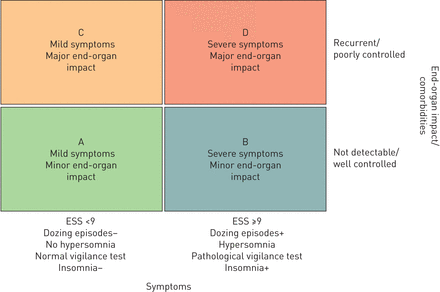 C
Mild symptoms
Major end-organ
impact
D
Severe symptoms
Major end-organ
impact
Recurrent/
poorly controlled
A
Mild symptoms
Minor end-organ
impact
B
Severe symptoms
Minor end-organ
impact
Not detectable/
well controlled
End-organ impact/
comorbidities
ESS <9
Dozing episodes–
No hypersomnia
Normal vigilance test
Insomnia–
ESS ⩾9
Dozing episodes+
Hypersomnia
Pathological vigilance test
Insomnia+
Symptoms